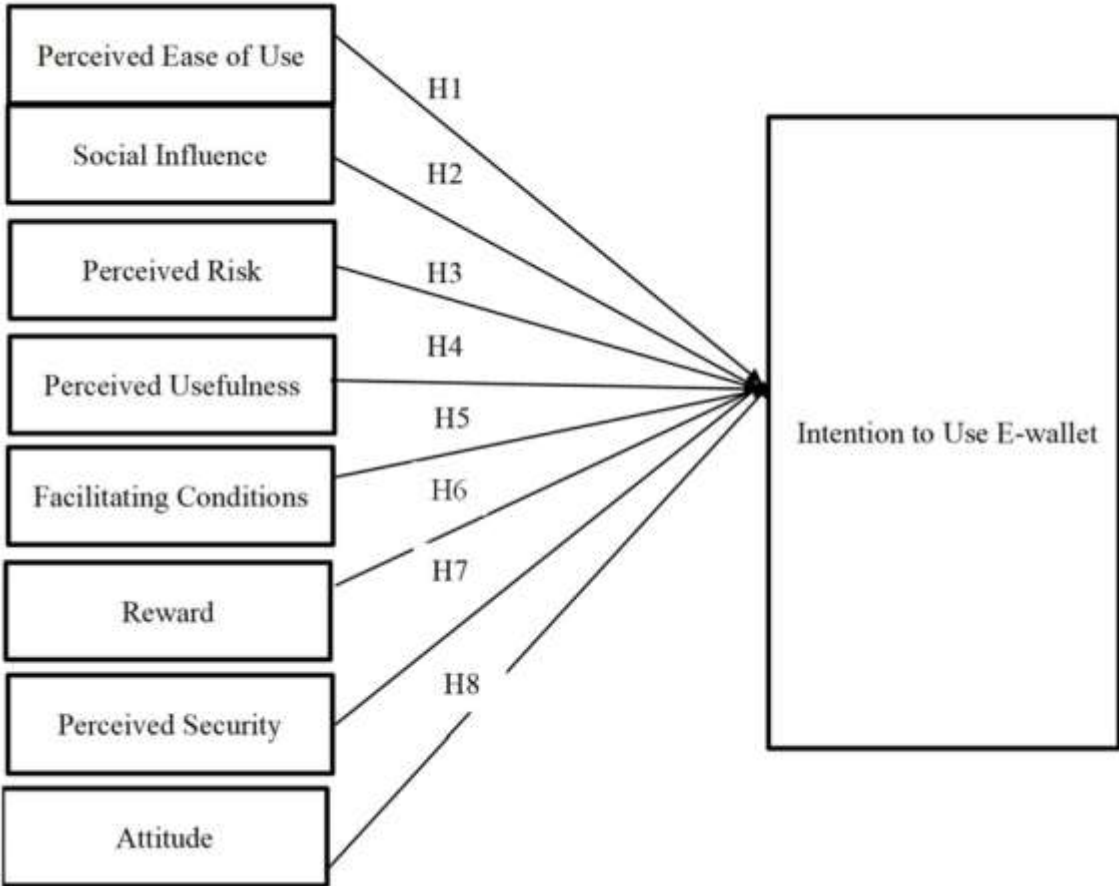 Perceived Ease of Use
H1
Social Influence
H2
Perceived Risk
H3
Perceived Usefulness
H4
Facilitating Conditions
H5
Reward
H6
Perceived Security
H7
Attitude
H8
Intention to Use E-wallet